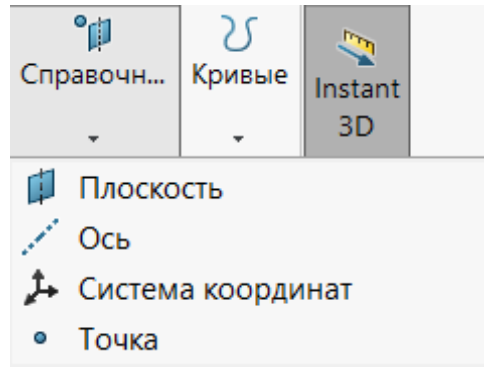 Справочн...
Кривые
Instant
3D
Плоскость
Ось
Система координат
Точка